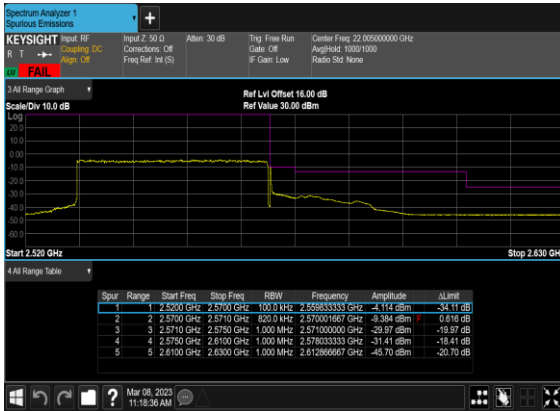 Spectrum Analyzer 1
Spurious Emissions
+
KEYSIGHT Input: RF Input Z: 50 Ω Atten: 30 dB Trig: Free Run Center Freq: 22.005000000 GHz
R T Coupling: DC Corrections: Off Gate: Off Avg|Hold: 1000/1000
Align: Off Freq Ref: Int (S) IF Gain: Low Radio Std: None
FAIL
3 All Range Graph
Ref Lvl Offset 16.00 dB
Scale/Div 10.0 dB Ref Value 30.00 dBm
Log
20.0
10.0
0.00
-10.0
-20.0
-30.0
-40.0
-50.0
-60.0
Start 2.520 GHz Stop 2.630 GH
4 All Range Table
Spur Range Start Freq Stop Freq RBW Frequency Amplitude ΔLimit
1 1 2.5200 GHz 2.5700 GHz 100.0 kHz 2.559833333 GHz -4.114 dBm -34.11 dB
2 2 2.5700 GHz 2.5710 GHz 820.0 kHz 2.570001667 GHz -9.384 dBm F 0.616 dB
3 3 2.5710 GHz 2.5750 GHz 1.000 MHz 2.571000000 GHz -29.97 dBm -19.97 dB
4 4 2.5750 GHz 2.6100 GHz 1.000 MHz 2.578033333 GHz -31.41 dBm -18.41 dB
5 5 2.6100 GHz 2.6300 GHz 1.000 MHz 2.612866667 GHz -45.70 dBm -20.70 dB
? Mar 08, 2023
11:18:36 AM